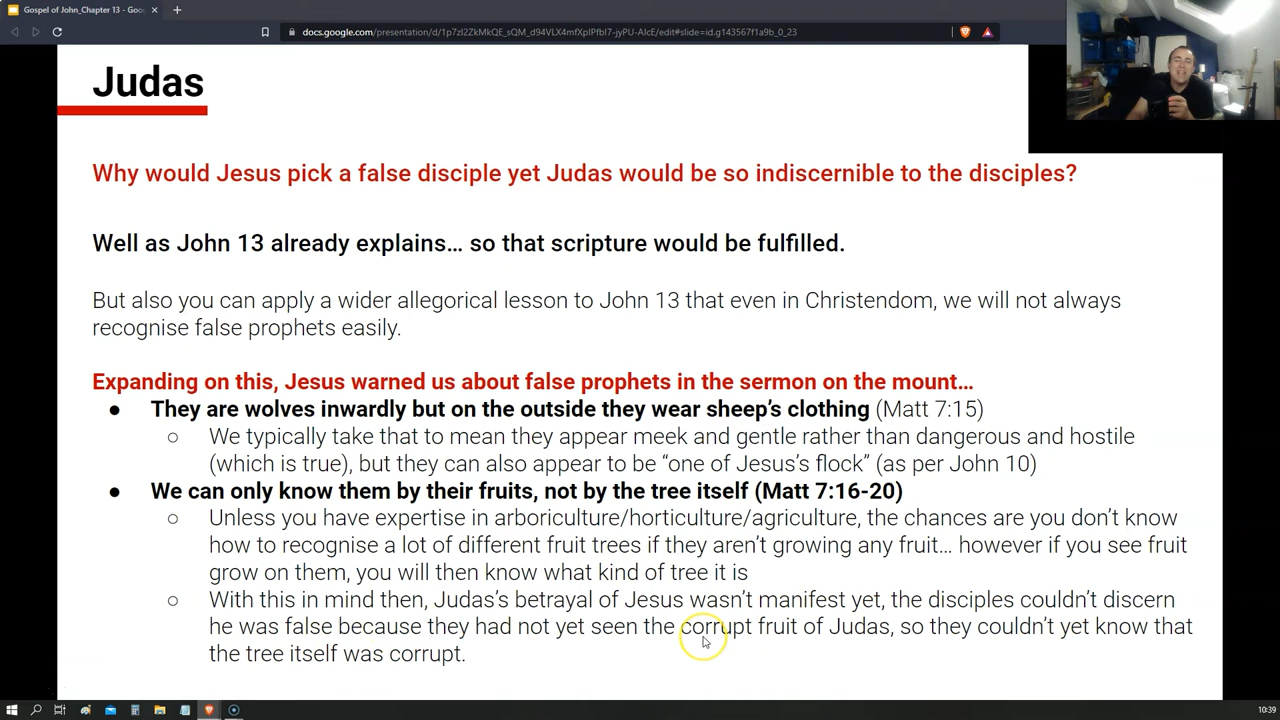 Gospel of John_Chapter 13 - Goo
docs.google.com/presentation/d/1p7zI2ZkMkQE_sQM_d94VLX4mfXpIPfbI7-jyPU-AlcE/edit#slide=id.g143567f1a9b_0_23
Judas
Why would Jesus pick a false disciple yet Judas would be so indiscernible to the disciples?
Well as John 13 already explains… so that scripture would be fulfilled.
But also you can apply a wider allegorical lesson to John 13 that even in Christendom, we will not always
recognise false prophets easily.
Expanding on this, Jesus warned us about false prophets in the sermon on the mount…
● They are wolves inwardly but on the outside they wear sheep's clothing (Matt 7:15)
○ We typically take that to mean they appear meek and gentle rather than dangerous and hostile
(which is true), but they can also appear to be “one of Jesus's flock” (as per John 10)
● We can only know them by their fruits, not by the tree itself (Matt 7:16-20)
○ Unless you have expertise in arboriculture/horticulture/agriculture, the chances are you don't know
how to recognise a lot of different fruit trees if they aren't growing any fruit… however if you see fruit
grow on them, you will then know what kind of tree it is
○ With this in mind then, Judas's betrayal of Jesus wasn't manifest yet, the disciples couldn't discern
he was false because they had not yet seen the corrupt fruit of Judas, so they couldn't yet know that
the tree itself was corrupt.
10:39